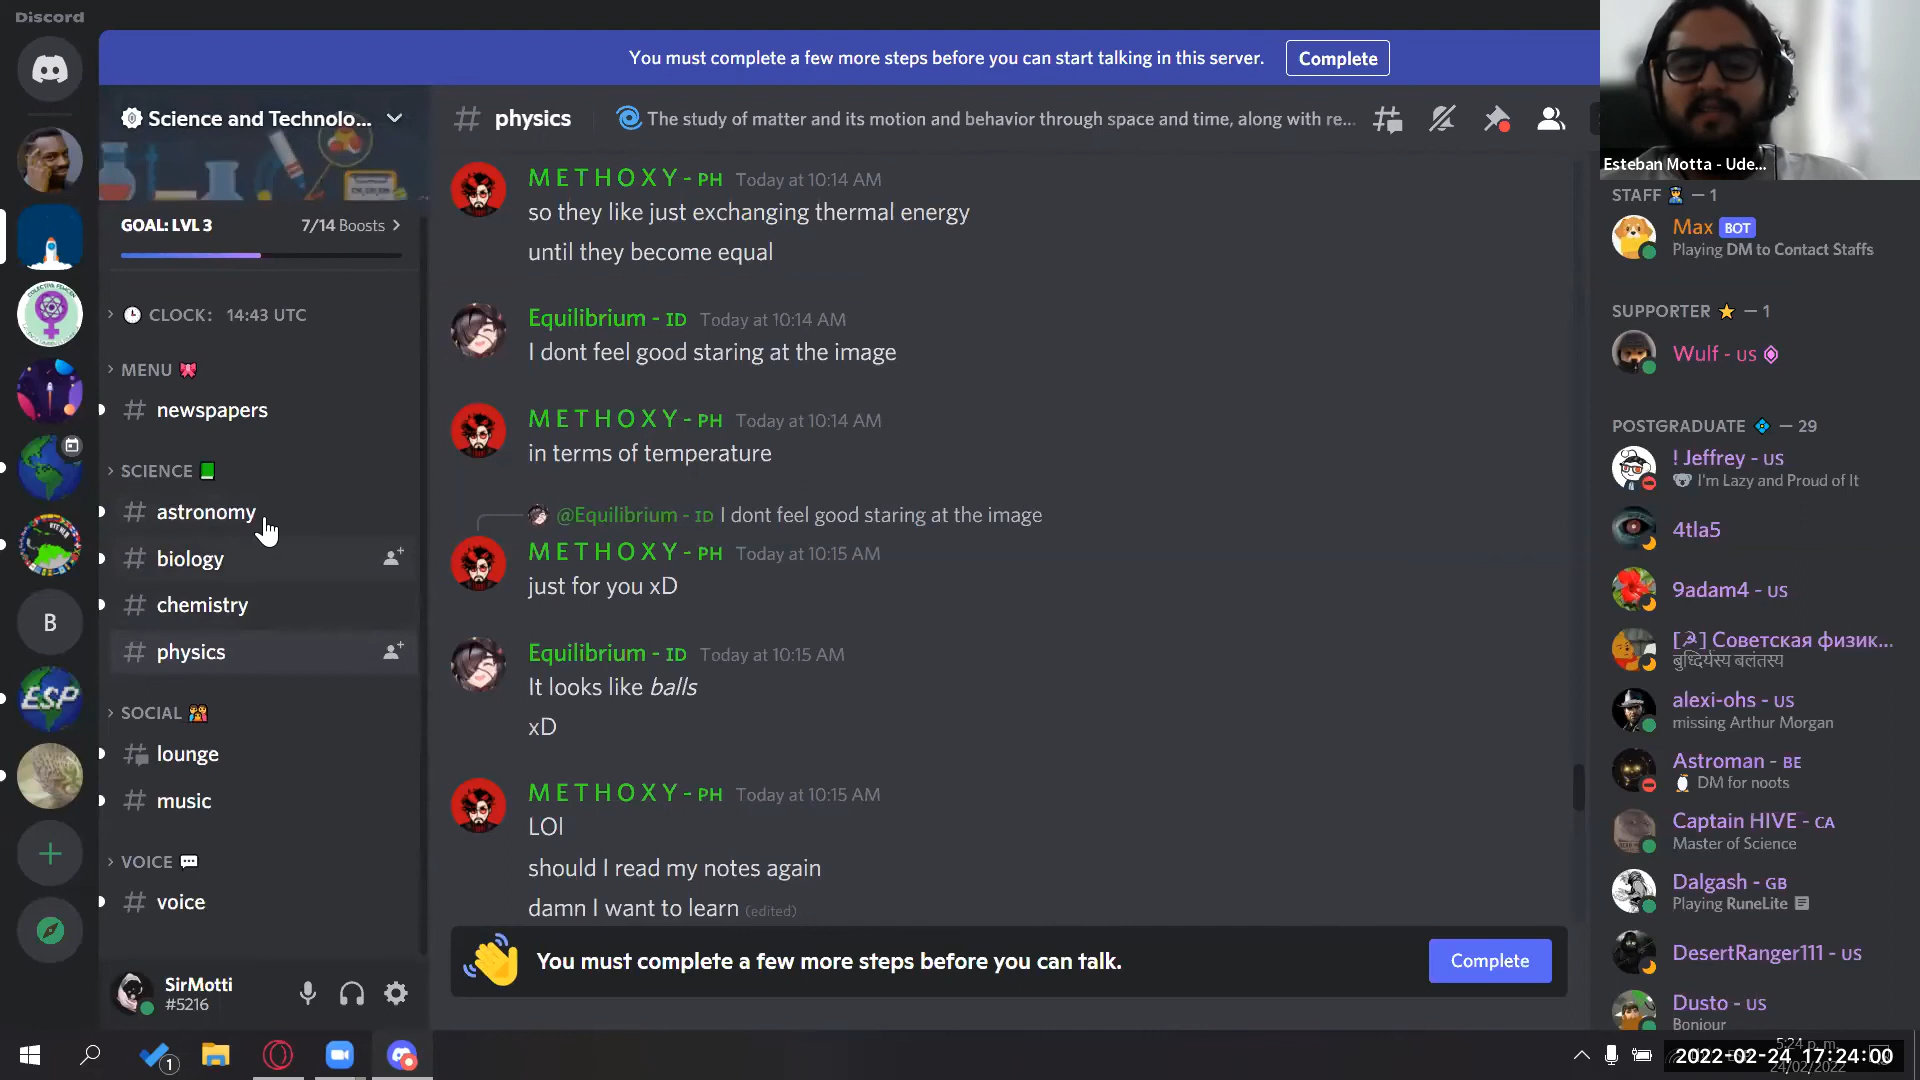 Discord
You must complete a few more steps before you can start talking in this server.
Complete
Science and Technolo...
physics
The study of matter and its motion and behavior through space and time, along with re...
Esteban Motta - Ude...
GOAL: LVL 3
7/14 Boosts
CLOCK: 14:43 UTC
MENU
newspapers
SCIENCE
astronomy
biology
chemistry
physics
SOCIAL
lounge
music
VOICE
voice
SirMotti
#5216
METHOXY - PH Today at 10:14 AM
so they like just exchanging thermal energy
until they become equal
Equilibrium - ID Today at 10:14 AM
I dont feel good staring at the image
METHOXY - PH Today at 10:14 AM
in terms of temperature
@Equilibrium - ID I dont feel good staring at the image
METHOXY - PH Today at 10:15 AM
just for you xD
Equilibrium - ID Today at 10:15 AM
It looks like balls
xD
METHOXY - PH Today at 10:15 AM
LOl
should I read my notes again
damn I want to learn (edited)
You must complete a few more steps before you can talk.
Complete
STAFF — 1
Max BOT
Playing DM to Contact Staffs
SUPPORTER — 1
Wulf - US
POSTGRADUATE — 29
! Jeffrey - US
I'm Lazy and Proud of It
4tla5
9adam4 - US
[☭] Советская физик...
alexi-ohs - US
missing Arthur Morgan
Astroman - BE
DM for noots
Captain HIVE - CA
Master of Science
Dalgash - GB
Playing RuneLite
DesertRanger111 - US
Dusto - US
Bonjour
B
ESP
1
5:24 p. m.
2022-02-24 17:24:00
24/02/2022